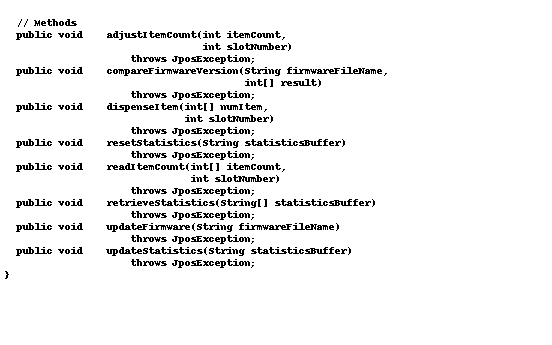 // Methods
public void    adjustItemCount(int itemCount,
                               int slotNumber)
                   throws JposException;
public void    compareFirmwareVersion(String firmwareFileName,
                                      int[] result)
                   throws JposException;
public void    dispenseItem(int[] numItem,
                            int slotNumber)
                   throws JposException;
public void    resetStatistics(String statisticsBuffer)
                   throws JposException;
public void    readItemCount(int[] itemCount,
                             int slotNumber)
                   throws JposException;
public void    retrieveStatistics(String[] statisticsBuffer)
                   throws JposException;
public void    updateFirmware(String firmwareFileName)
                   throws JposException;
public void    updateStatistics(String statisticsBuffer)
                   throws JposException;
}